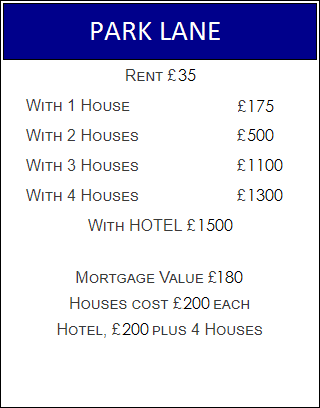 PARK LANE
Rent £35
With 1 House £175
With 2 Houses £500
With 3 Houses £1100
With 4 Houses £1300
With HOTEL £1500
Mortgage Value £180
Houses cost £200 each
Hotel, £200 plus 4 Houses